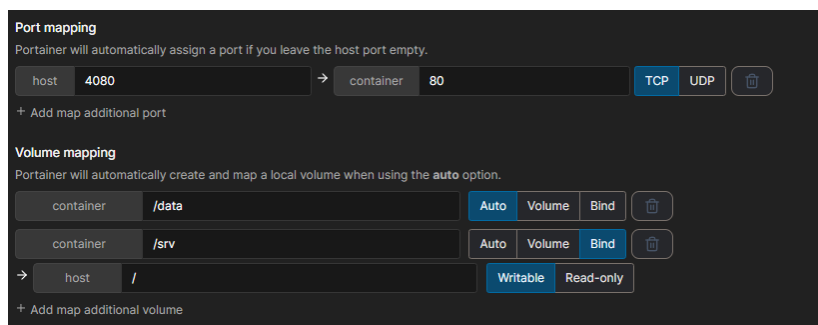 Port mapping
Portainer will automatically assign a port if you leave the host port empty.
host 4080 → container 80 TCP UDP
+ Add map additional port
Volume mapping
Portainer will automatically create and map a local volume when using the auto option.
container /data Auto Volume Bind
container /srv Auto Volume Bind
→ host / Writable Read-only
+ Add map additional volume